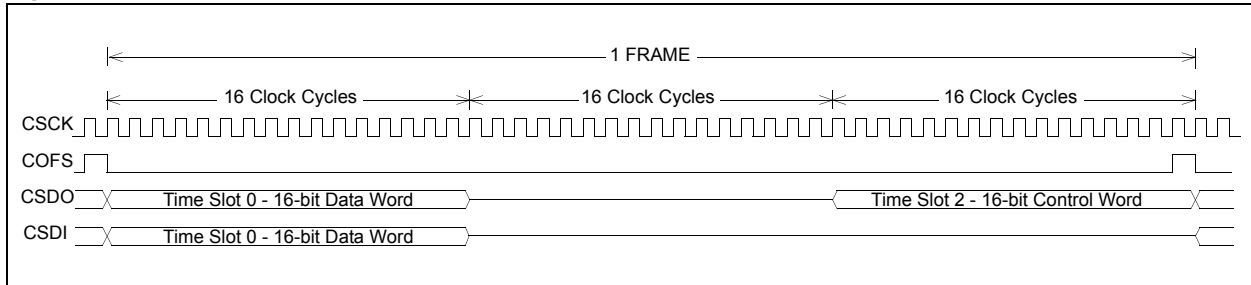 1 FRAME
16 Clock Cycles 16 Clock Cycles 16 Clock Cycles
CSCK
COFS
CSDO Time Slot 0 - 16-bit Data Word Time Slot 2 - 16-bit Control Word
CSDI Time Slot 0 - 16-bit Data Word